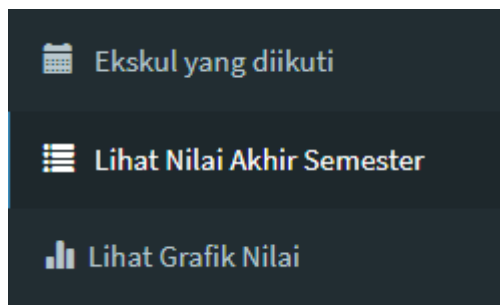 Ekskul yang diikuti
Lihat Nilai Akhir Semester
Lihat Grafik Nilai